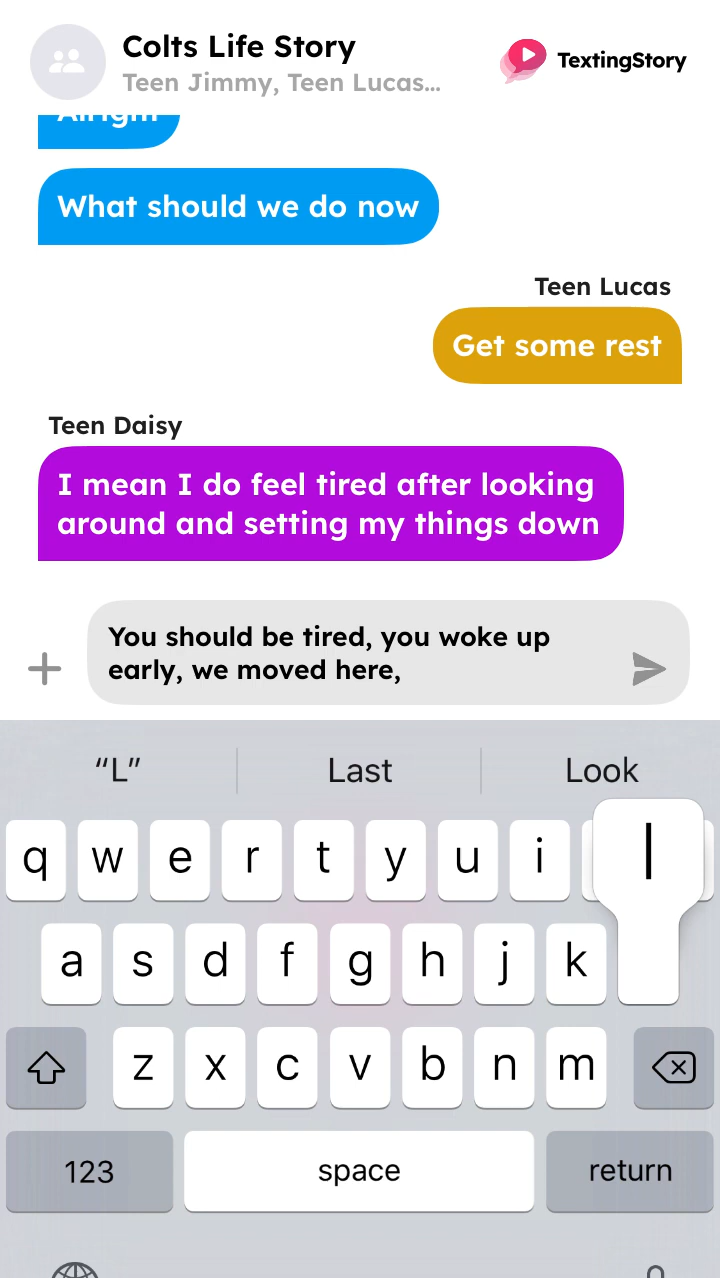 Colts Life Story
Teen Jimmy, Teen Lucas...
TextingStory
Alright
What should we do now
Teen Lucas
Get some rest
Teen Daisy
I mean I do feel tired after looking
around and setting my things down
You should be tired, you woke up
early, we moved here,
“L” Last Look
q w e r t y u i l
a s d f g h j k
z x c v b n m
123 space return